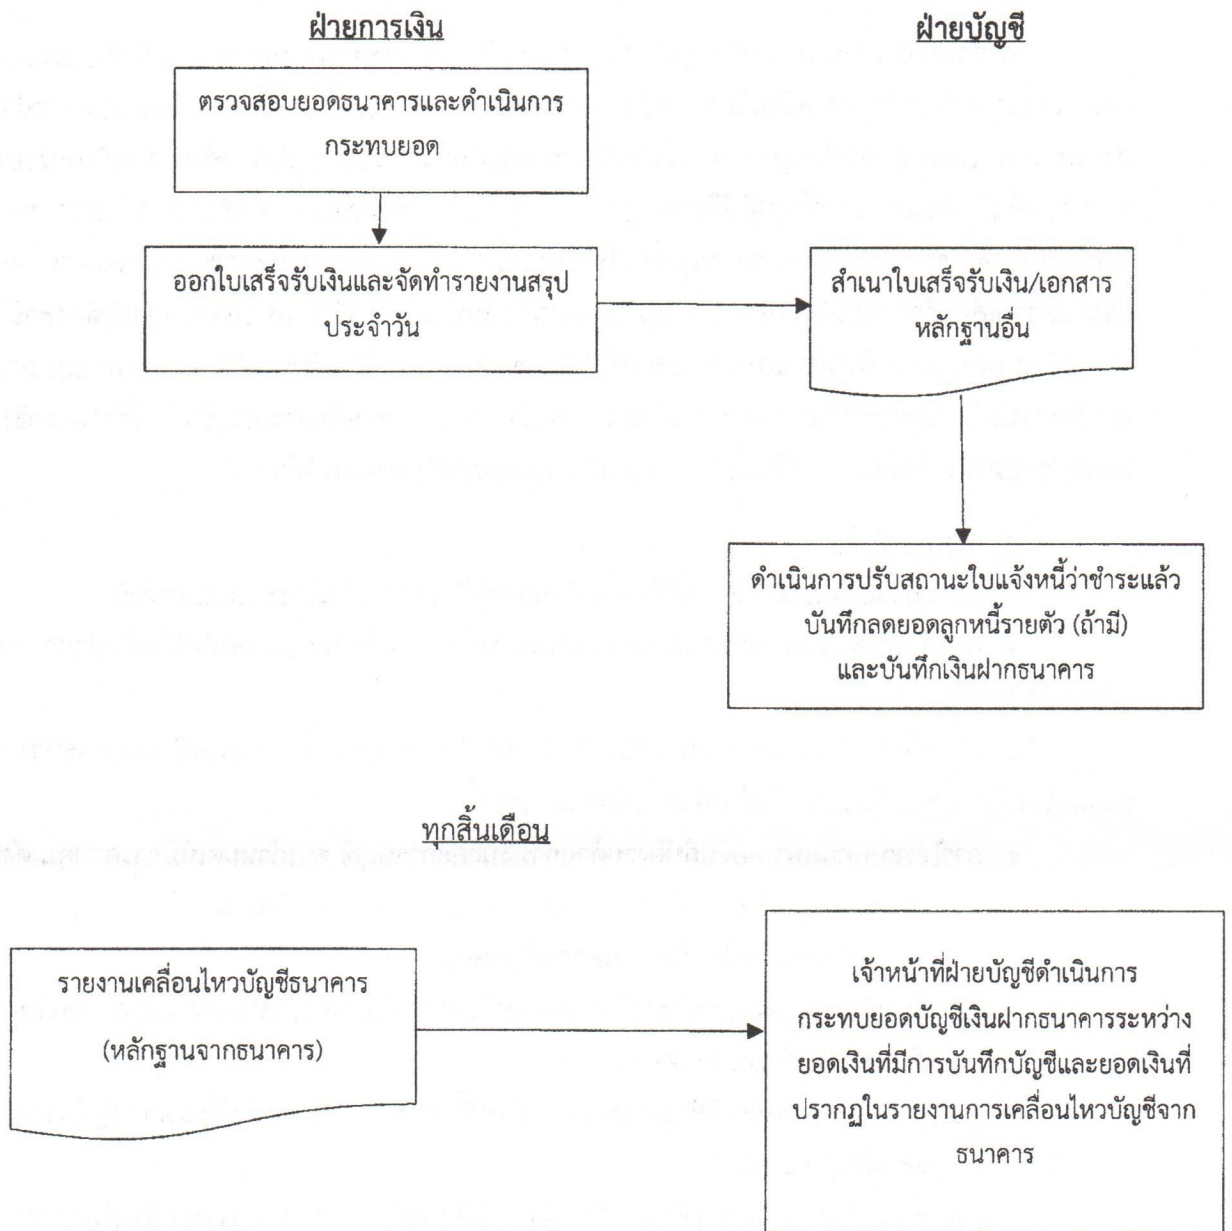 ฝ่ายการเงิน
ฝ่ายบัญชี
ตรวจสอบยอดธนาคารและดำเนินการ
กระทบยอด
ออกใบเสร็จรับเงินและจัดทำรายงานสรุป
ประจำวัน
สำเนาใบเสร็จรับเงิน/เอกสาร
หลักฐานอื่น
ดำเนินการปรับสถานะใบแจ้งหนี้ว่าชำระแล้ว
บันทึกลดยอดลูกหนี้รายตัว (ถ้ามี)
และบันทึกเงินฝากธนาคาร
ทุกสิ้นเดือน
รายงานเคลื่อนไหวบัญชีธนาคาร
(หลักฐานจากธนาคาร)
เจ้าหน้าที่ฝ่ายบัญชีดำเนินการ
กระทบยอดบัญชีเงินฝากธนาคารระหว่าง
ยอดเงินที่มีการบันทึกบัญชีและยอดเงินที่
ปรากฏในรายงานการเคลื่อนไหวบัญชีจาก
ธนาคาร